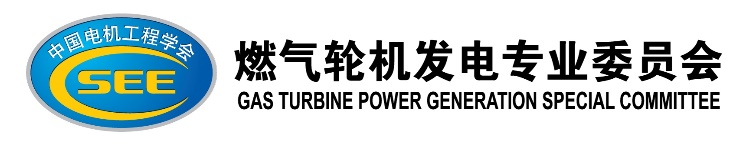 中国电机工程学会
CSEE
燃气轮机发电专业委员会
GAS TURBINE POWER GENERATION SPECIAL COMMITTEE